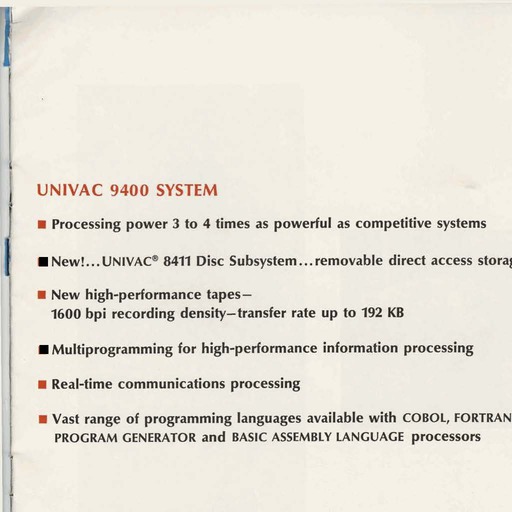 UNIVAC 9400 SYSTEM
■ Processing power 3 to 4 times as powerful as competitive systems
■ New!...UNIVAC® 8411 Disc Subsystem...removable direct access
■ New high-performance tapes—
1600 bpi recording density—transfer rate up to 192 KB
■ Multiprogramming for high-performance information processing
■ Real-time communications processing
■ Vast range of programming languages available with COBOL, FORTRAN
PROGRAM GENERATOR and BASIC ASSEMBLY LANGUAGE processors